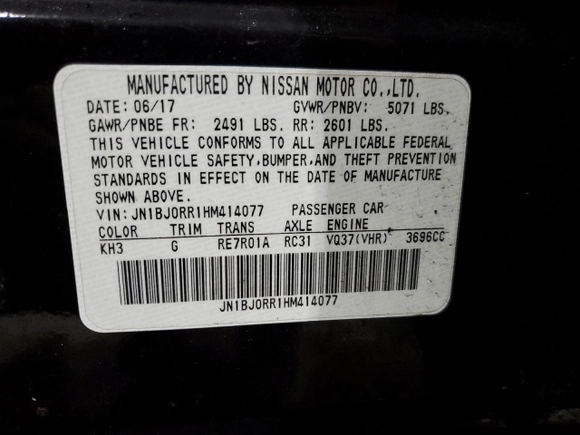 MANUFACTURED BY NISSAN MOTOR CO.,LTD.
DATE: 06/17 GVWR/PNBV: 5071 LBS.
GAWR/PNBE FR: 2491 LBS. RR: 2601 LBS.
THIS VEHICLE CONFORMS TO ALL APPLICABLE FEDERAL
MOTOR VEHICLE SAFETY,BUMPER,AND THEFT PREVENTION
STANDARDS IN EFFECT ON THE DATE OF MANUFACTURE
SHOWN ABOVE.
VIN: JN1BJ0RR1HM414077 PASSENGER CAR
COLOR TRIM TRANS AXLE ENGINE
KH3 G RE7R01A RC31 VQ37(VHR) 3696CC
JN1BJ0RR1HM414077